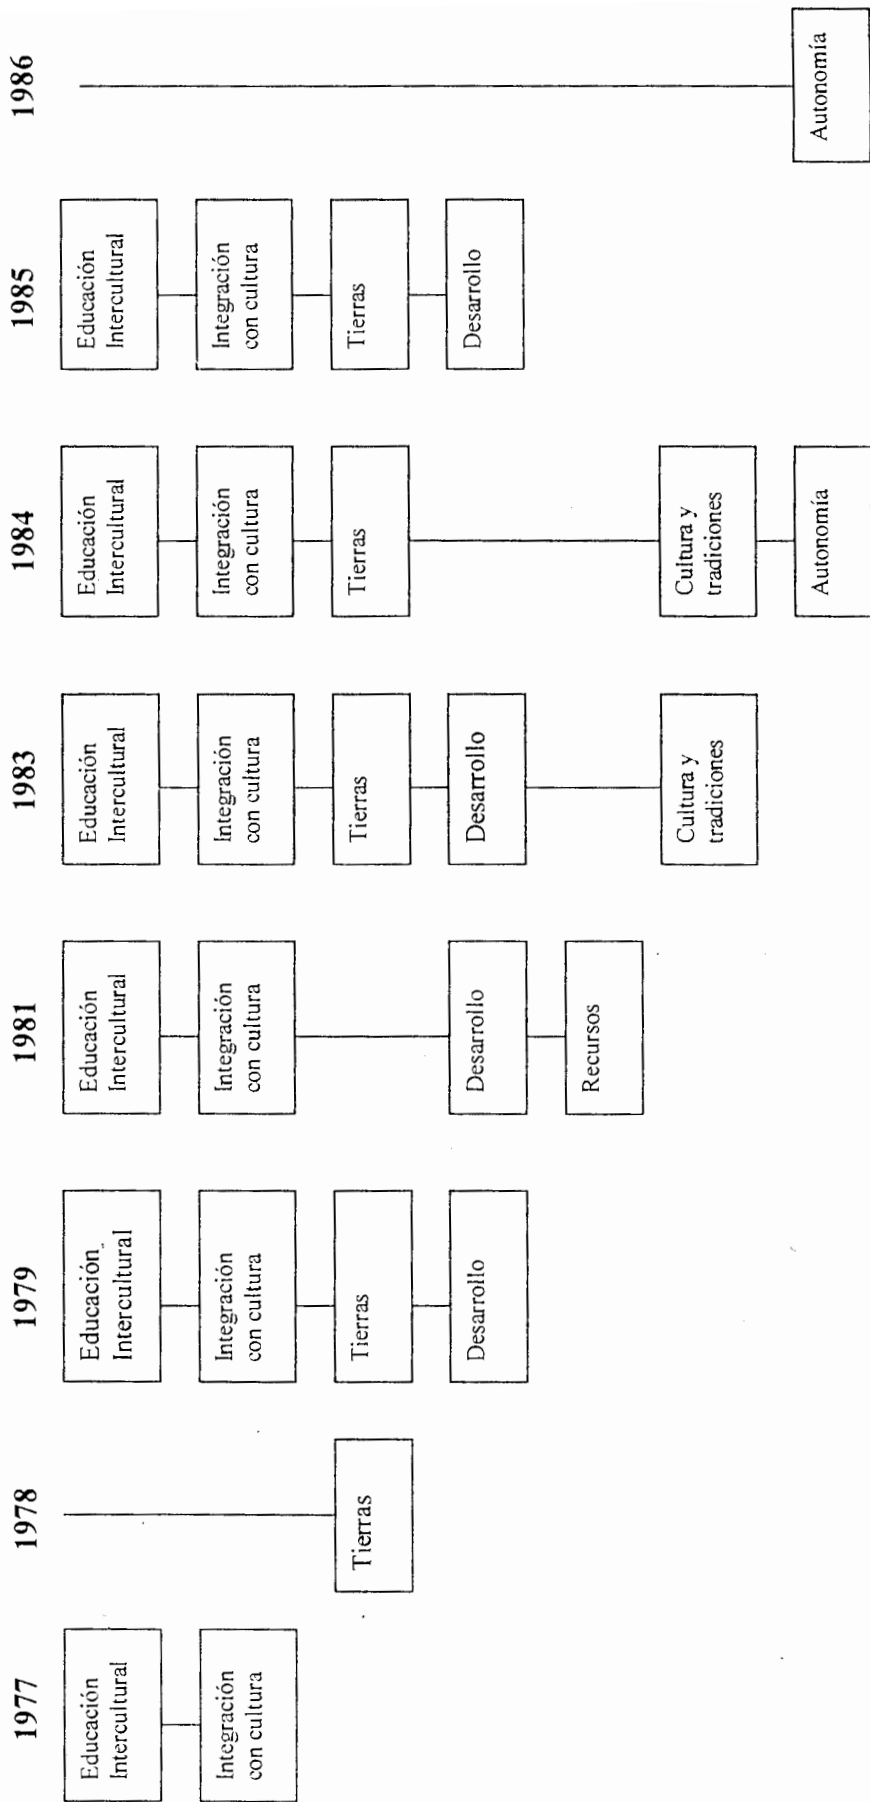 1977
Educación
Intercultural
Integración
con cultura
1978
Tierras
1979
Educación
Intercultural
Integración
con cultura
Tierras
Desarrollo
1981
Educación
Intercultural
Integración
con cultura
Desarrollo
Recursos
1983
Educación
Intercultural
Integración
con cultura
Tierras
Desarrollo
Cultura y
tradiciones
1984
Educación
Intercultural
Integración
con cultura
Tierras
Cultura y
tradiciones
Autonomía
1985
Educación
Intercultural
Integración
con cultura
Tierras
Desarrollo
1986
Autonomía